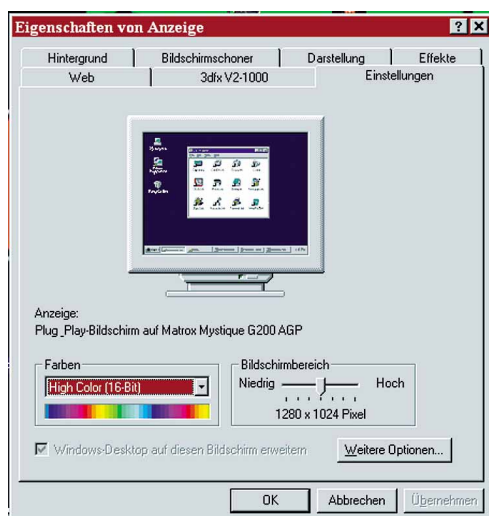 Eigenschaften von Anzeige
Hintergrund Bildschirmschoner Darstellung Effekte
Web 3dfx V2-1000 Einstellungen
Anzeige:
Plug_Play-Bildschirm auf Matrox Mystique G200 AGP
Farben
High Color (16-Bit)
Bildschirmbereich
Niedrig Hoch
1280 x 1024 Pixel
Windows-Desktop auf diesen Bildschirm erweitern
Weitere Optionen...
OK Abbrechen Übernehmen